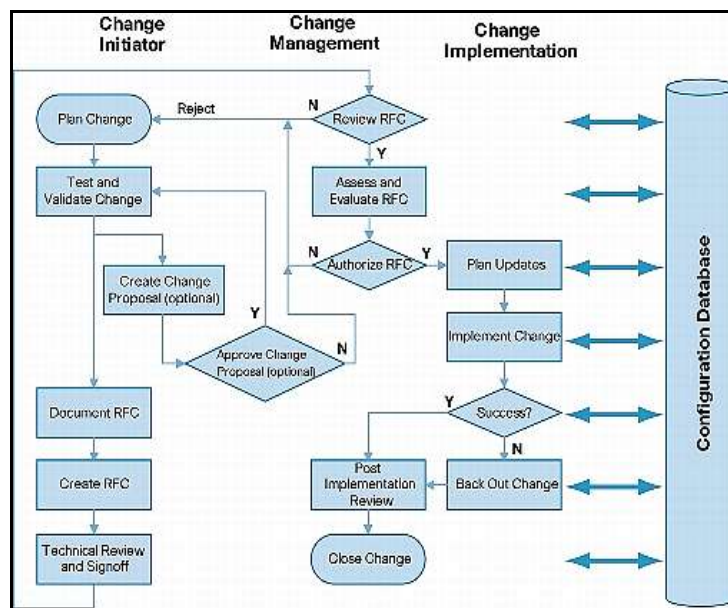 Change
Initiator
Change
Management
Change
Implementation
Plan Change
Reject
N
Review RFC
Y
Test and
Validate Change
Assess and
Evaluate RFC
N
Authorize RFC
Y
Plan Updates
Create Change
Proposal (optional)
Y
Approve Change
Proposal (optional)
N
Implement Change
Document RFC
Y
Success?
N
Create RFC
Post
Implementation
Review
Back Out Change
Technical Review
and Signoff
Close Change
Configuration Database